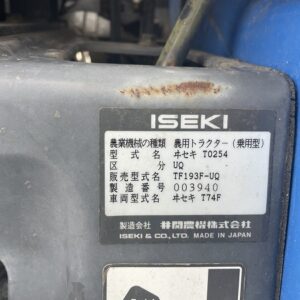 ISEKI
農業機械の種類 農用トラクター(乗用型)
型式名 ヰセキ TO254
区分 UQ
販売型式名 TF193F-UQ
製造番号 003940
車両型式名 ヰセキ T74F
製造会社 井関農機株式会社
ISEKI & CO., LTD. MADE IN JAPAN